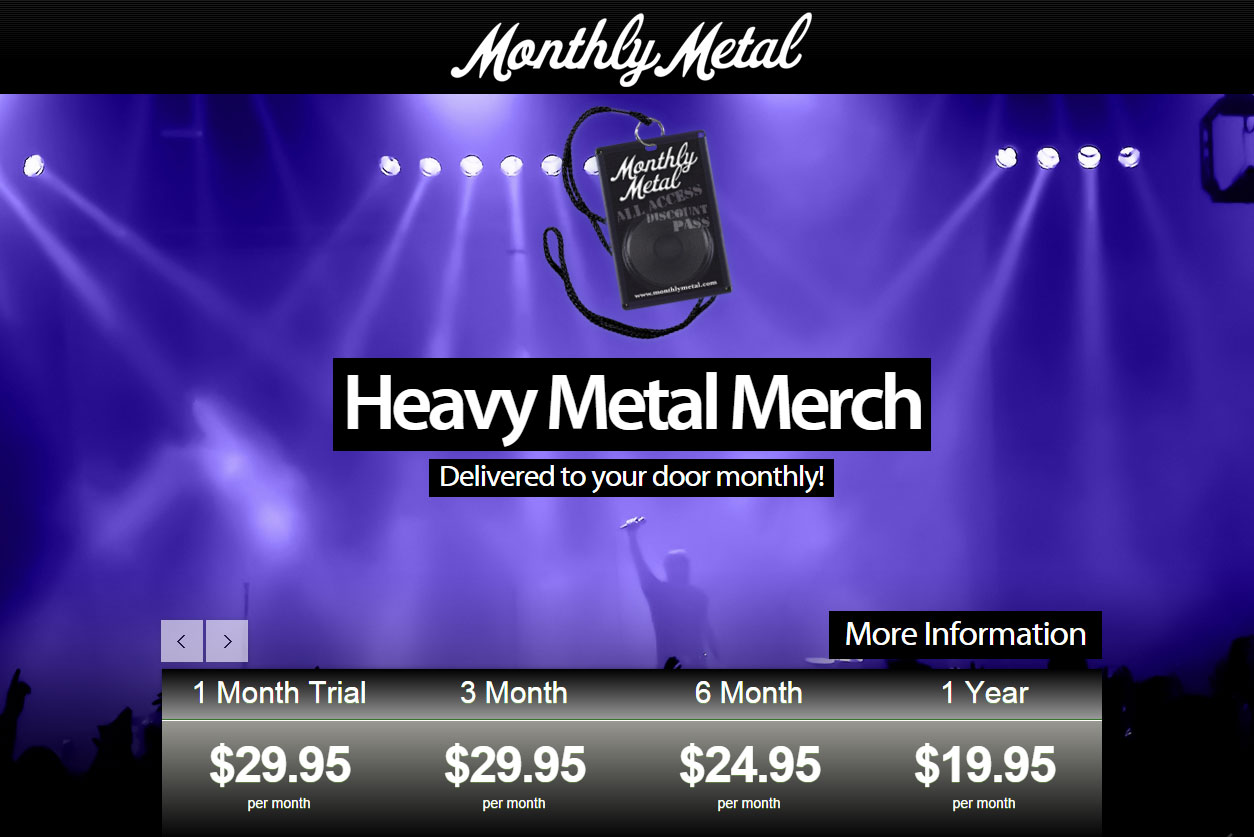 Monthly Metal
Monthly
Metal
ALL ACCESS
DISCOUNT
PASS
www.monthlymetal.com
Heavy Metal Merch
Delivered to your door monthly!
More Information
1 Month Trial
3 Month
6 Month
1 Year
$29.95
$29.95
$24.95
$19.95
per month
per month
per month
per month